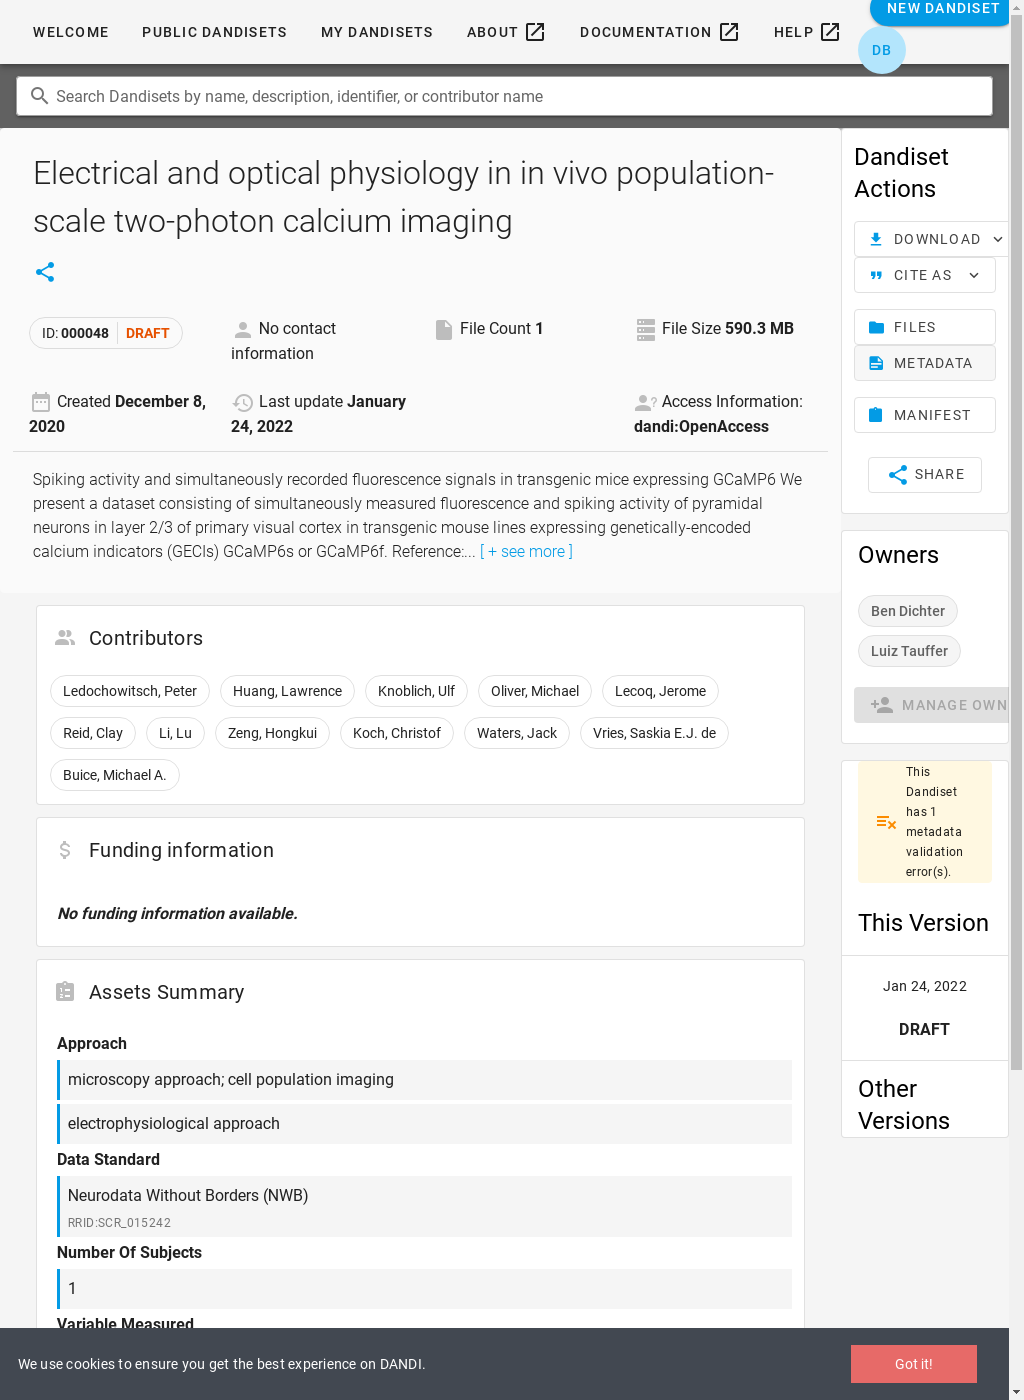 WELCOME PUBLIC DANDISETS MY DANDISETS ABOUT DOCUMENTATION HELP NEW DANDISET
DB
Search Dandisets by name, description, identifier, or contributor name
Electrical and optical physiology in in vivo population-
scale two-photon calcium imaging
ID: 000048 DRAFT
No contact
information
File Count 1
File Size 590.3 MB
Created December 8,
2020
Last update January
24, 2022
Access Information:
dandi:OpenAccess
Spiking activity and simultaneously recorded fluorescence signals in transgenic mice expressing GCaMP6 We
present a dataset consisting of simultaneously measured fluorescence and spiking activity of pyramidal
neurons in layer 2/3 of primary visual cortex in transgenic mouse lines expressing genetically-encoded
calcium indicators (GECIs) GCaMP6s or GCaMP6f. Reference:... [ + see more ]
Contributors
Ledochowitsch, Peter Huang, Lawrence Knoblich, Ulf Oliver, Michael Lecoq, Jerome
Reid, Clay Li, Lu Zeng, Hongkui Koch, Christof Waters, Jack Vries, Saskia E.J. de
Buice, Michael A.
Funding information
No funding information available.
Assets Summary
Approach
microscopy approach; cell population imaging
electrophysiological approach
Data Standard
Neurodata Without Borders (NWB)
RRID:SCR_015242
Number Of Subjects
1
Variable Measured
Dandiset
Actions
DOWNLOAD
CITE AS
FILES
METADATA
MANIFEST
SHARE
Owners
Ben Dichter
Luiz Tauffer
MANAGE OWN
This
Dandiset
has 1
metadata
validation
error(s).
This Version
Jan 24, 2022
DRAFT
Other
Versions
We use cookies to ensure you get the best experience on DANDI.
Got it!